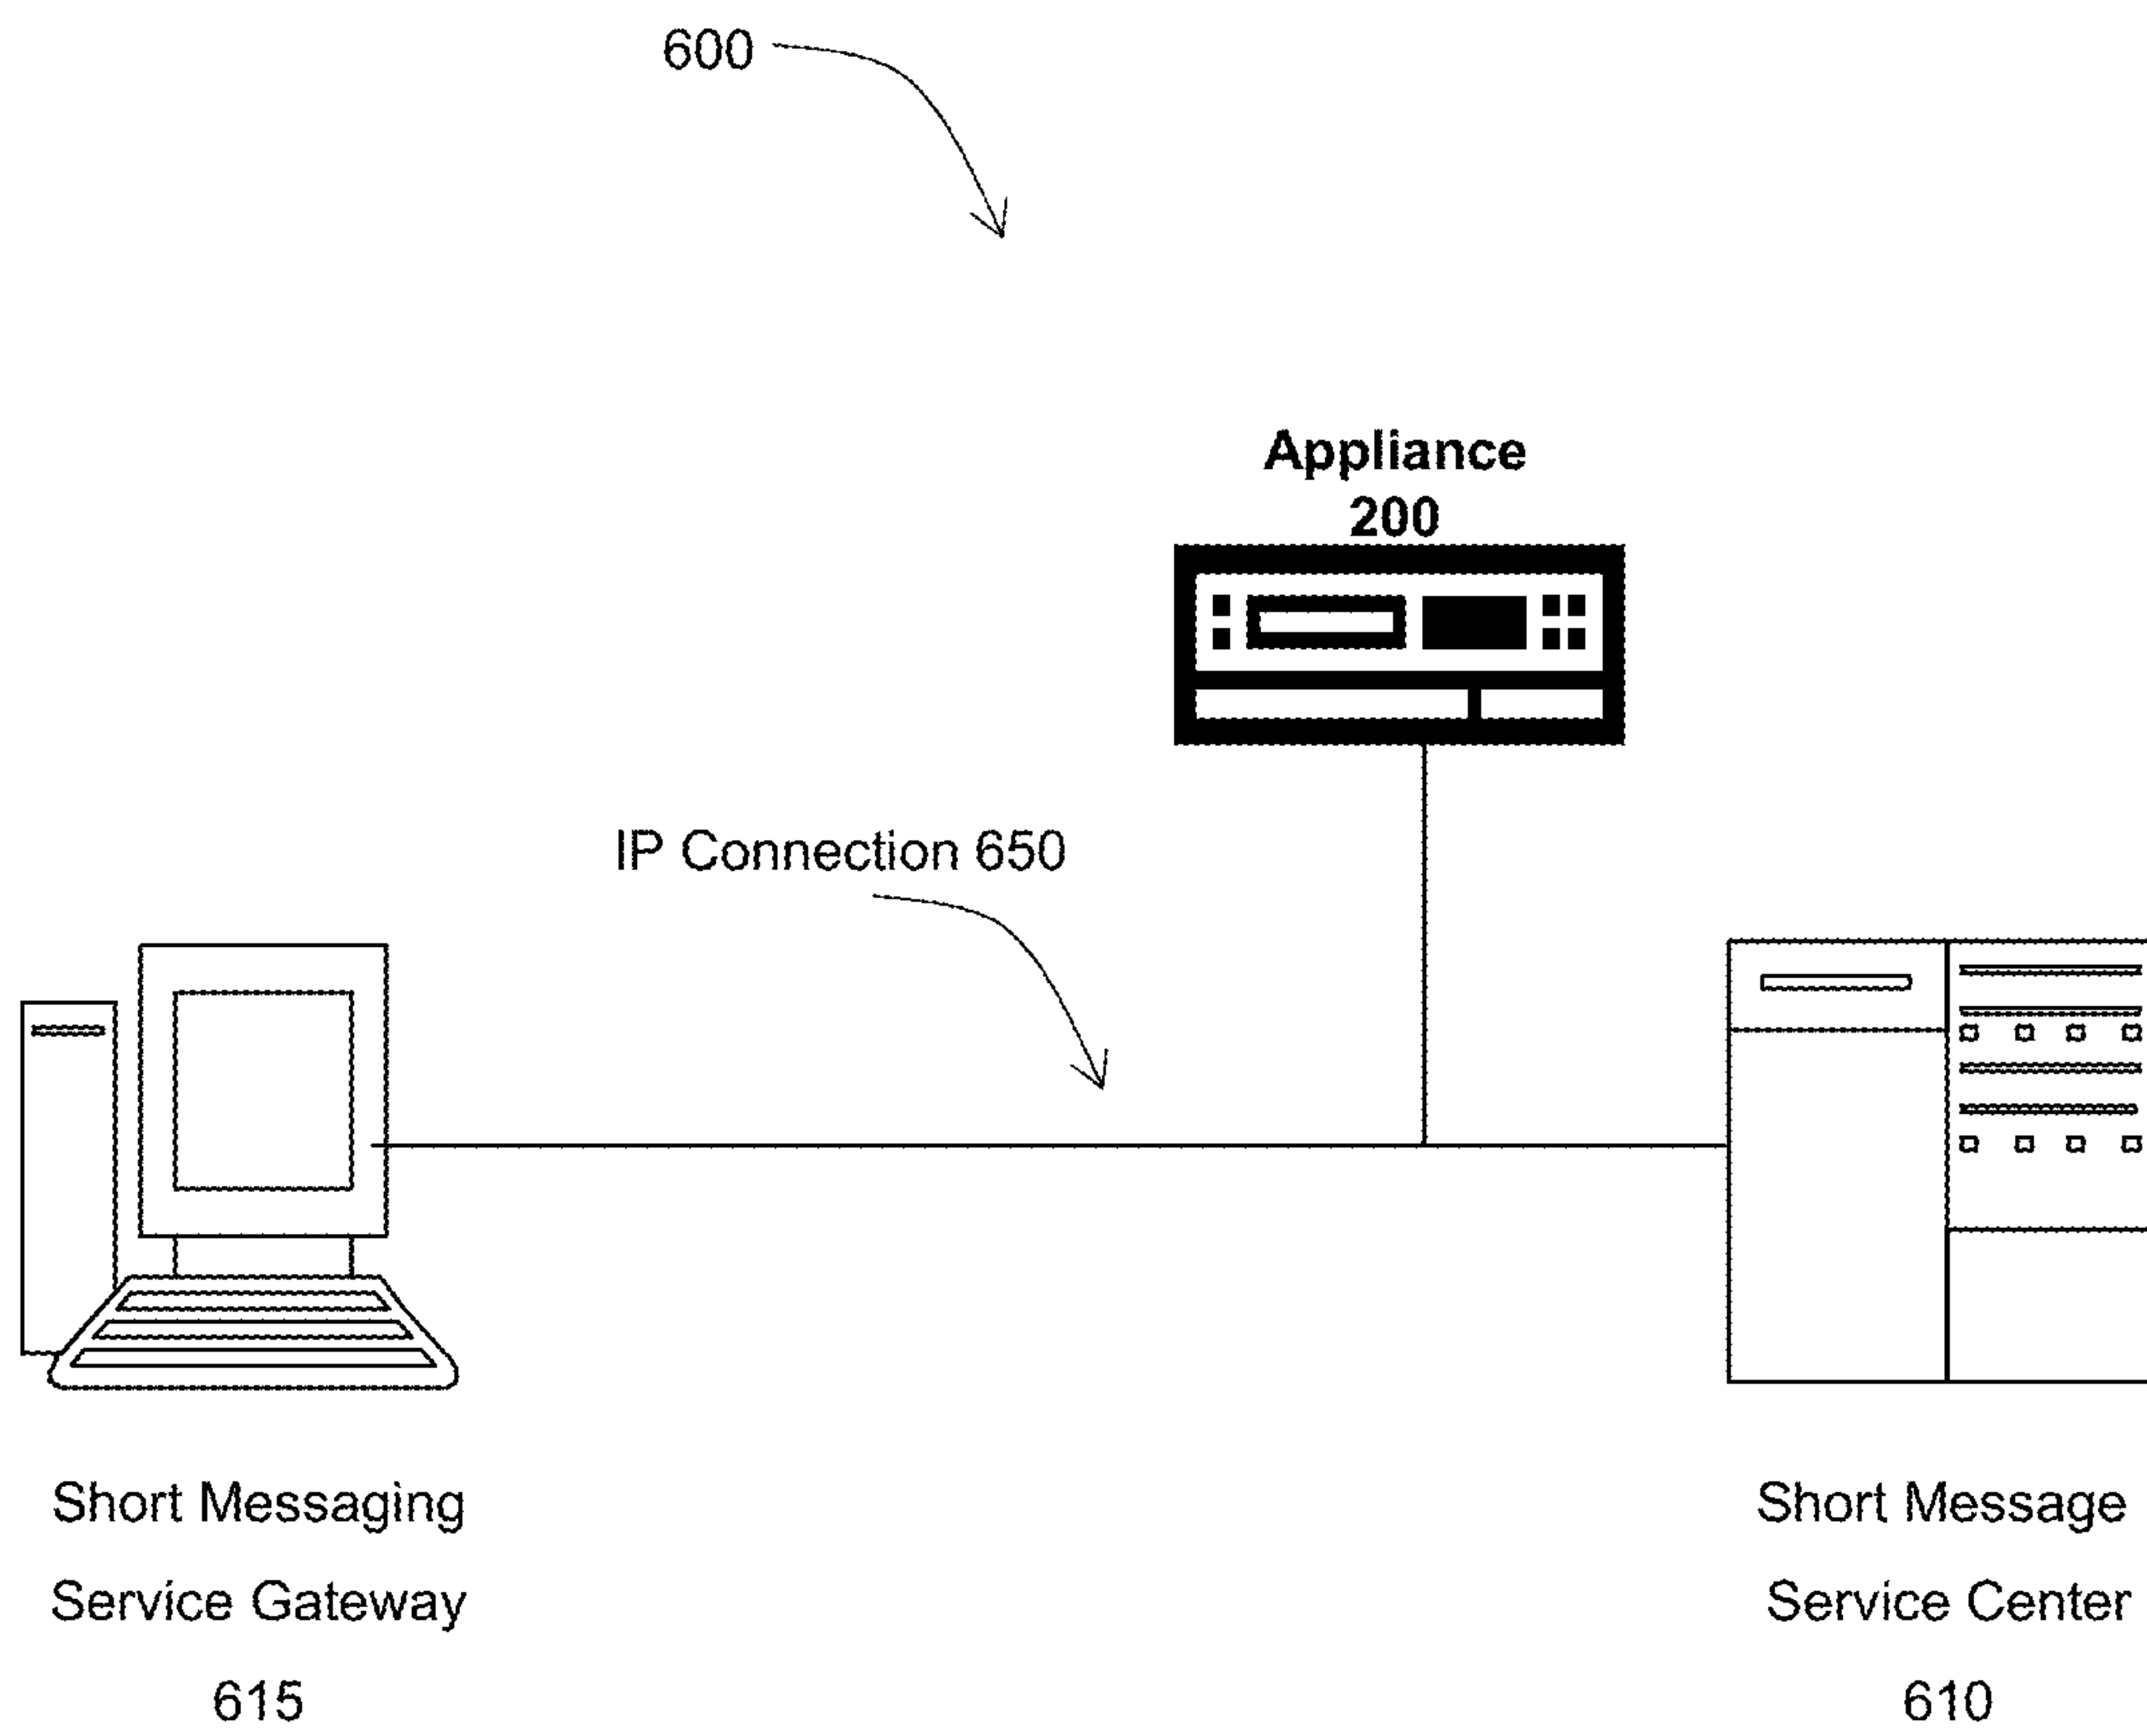 600
Appliance
200
IP Connection 650
Short Messaging
Service Gateway
615
Short Message
Service Center
610